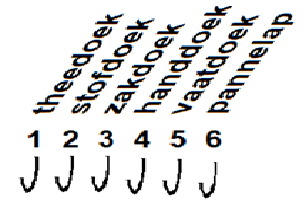 theedoek
stofdoek
zakdoek
handdoek
vaatdoek
pannelap
1 2 3 4 5 6